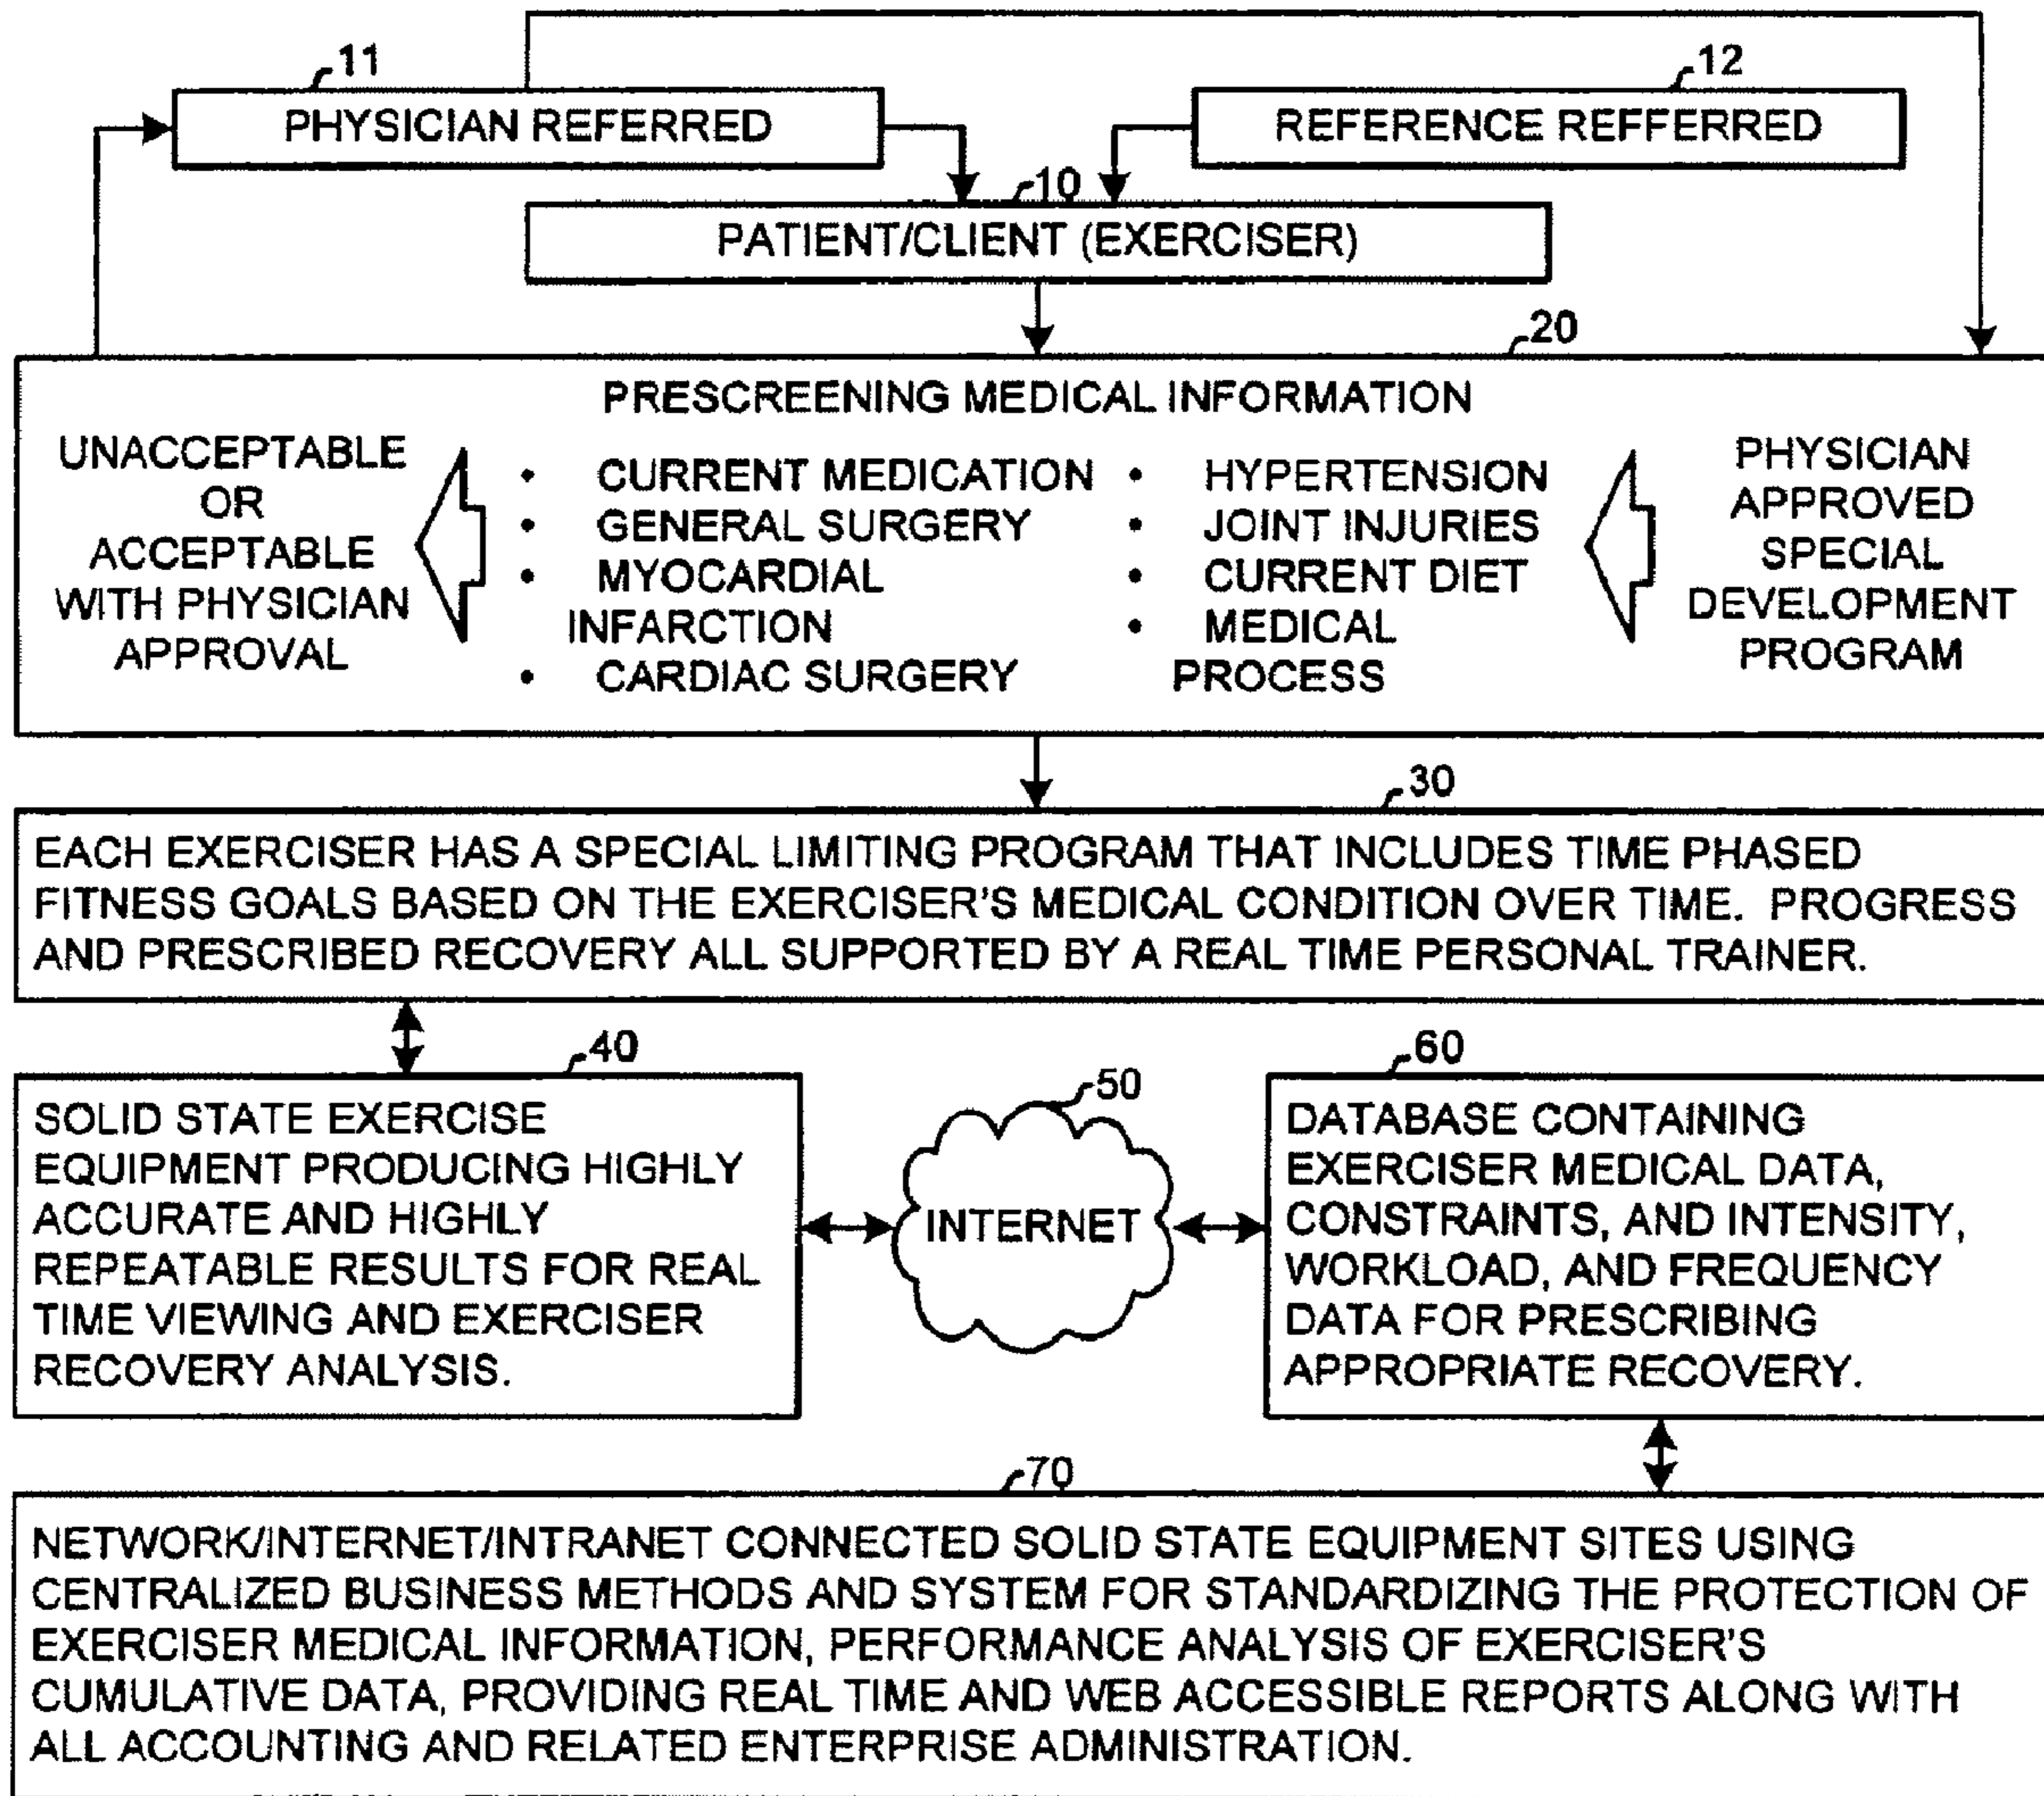 11
PHYSICIAN REFERRED
12
REFERENCE REFFERRED
10
PATIENT/CLIENT (EXERCISER)
20
PRESCREENING MEDICAL INFORMATION
UNACCEPTABLE
OR
ACCEPTABLE
WITH PHYSICIAN
APPROVAL
• CURRENT MEDICATION
• GENERAL SURGERY
• MYOCARDIAL
INFARCTION
• CARDIAC SURGERY
• HYPERTENSION
• JOINT INJURIES
• CURRENT DIET
• MEDICAL
PROCESS
PHYSICIAN
APPROVED
SPECIAL
DEVELOPMENT
PROGRAM
30
EACH EXERCISER HAS A SPECIAL LIMITING PROGRAM THAT INCLUDES TIME PHASED
FITNESS GOALS BASED ON THE EXERCISER'S MEDICAL CONDITION OVER TIME. PROGRESS
AND PRESCRIBED RECOVERY ALL SUPPORTED BY A REAL TIME PERSONAL TRAINER.
40
SOLID STATE EXERCISE
EQUIPMENT PRODUCING HIGHLY
ACCURATE AND HIGHLY
REPEATABLE RESULTS FOR REAL
TIME VIEWING AND EXERCISER
RECOVERY ANALYSIS.
50
INTERNET
60
DATABASE CONTAINING
EXERCISER MEDICAL DATA,
CONSTRAINTS, AND INTENSITY,
WORKLOAD, AND FREQUENCY
DATA FOR PRESCRIBING
APPROPRIATE RECOVERY.
70
NETWORK/INTERNET/INTRANET CONNECTED SOLID STATE EQUIPMENT SITES USING
CENTRALIZED BUSINESS METHODS AND SYSTEM FOR STANDARDIZING THE PROTECTION OF
EXERCISER MEDICAL INFORMATION, PERFORMANCE ANALYSIS OF EXERCISER'S
CUMULATIVE DATA, PROVIDING REAL TIME AND WEB ACCESSIBLE REPORTS ALONG WITH
ALL ACCOUNTING AND RELATED ENTERPRISE ADMINISTRATION.